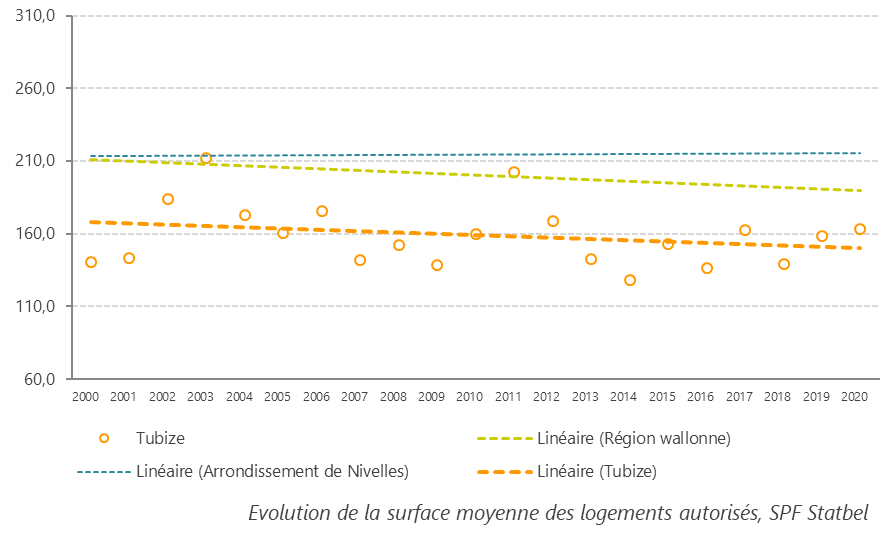 310,0
260,0
210,0
160,0
110,0
60,0
2000 2001 2002 2003 2004 2005 2006 2007 2008 2009 2010 2011 2012 2013 2014 2015 2016 2017 2018 2019 2020
Tubize Linéaire (Région wallonne)
Linéaire (Arrondissement de Nivelles) Linéaire (Tubize)
Evolution de la surface moyenne des logements autorisés, SPF Statbel